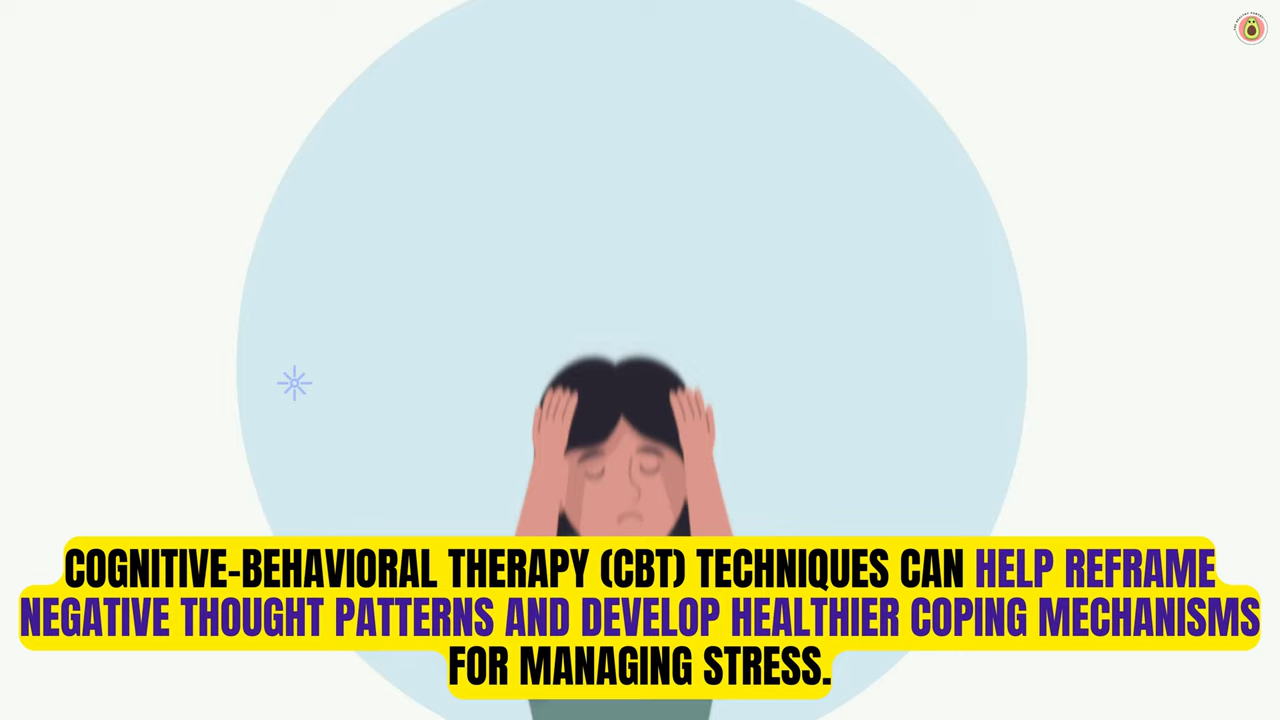 COGNITIVE-BEHAVIORAL THERAPY (CBT) TECHNIQUES CAN HELP REFRAME
NEGATIVE THOUGHT PATTERNS AND DEVELOP HEALTHIER COPING MECHANISMS
FOR MANAGING STRESS.